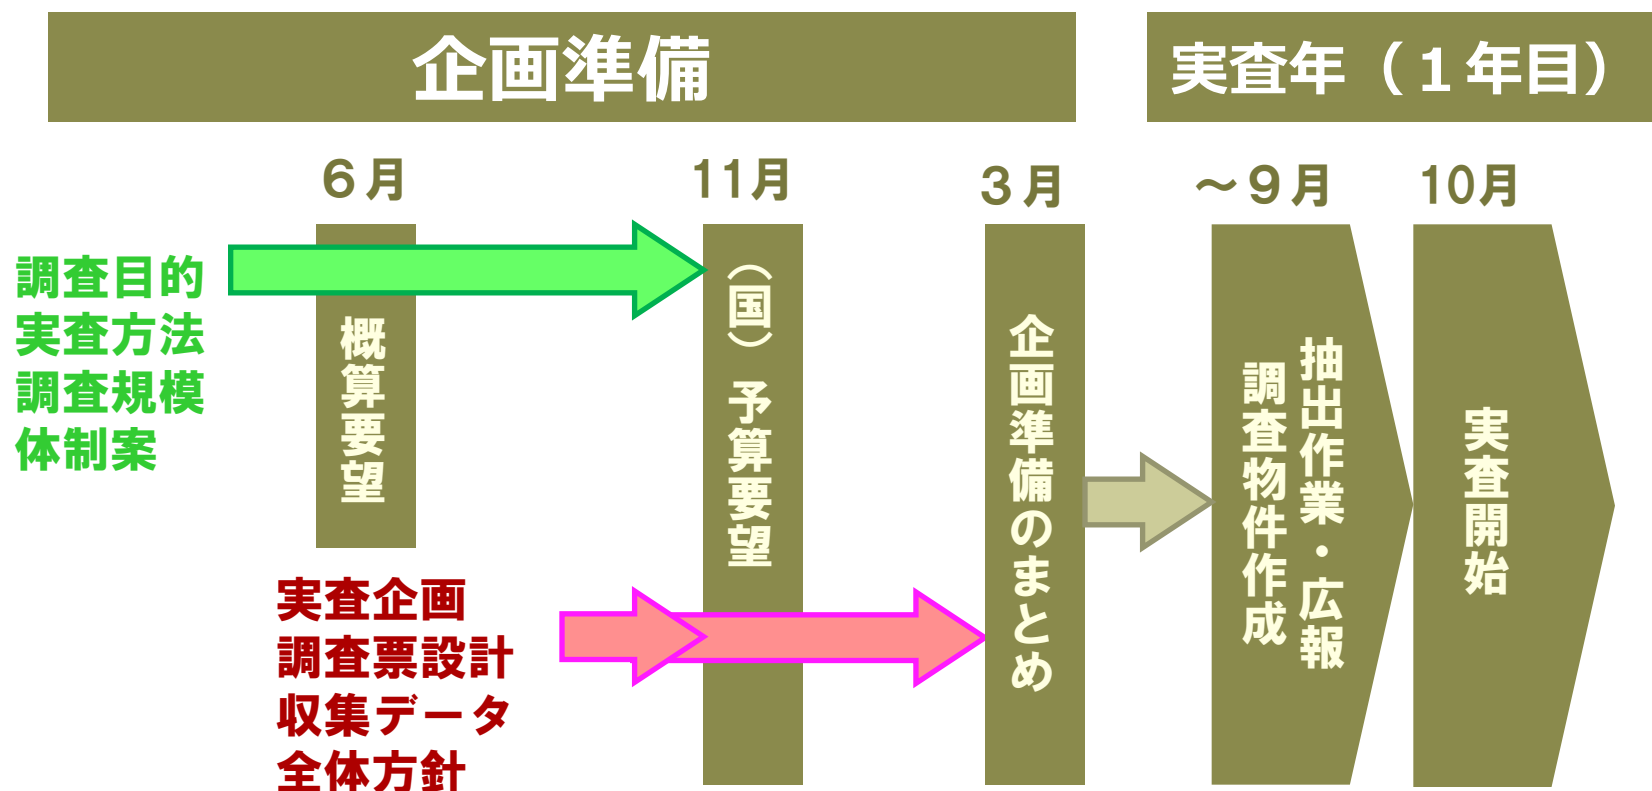 企画準備
実査年（１年目）
６月
11月
３月
～９月
10月
調査目的
実査方法
調査規模
体制案
概算要望
（国）予算要望
企画準備のまとめ
抽出作業・広報
調査物件作成
実査開始
実査企画
調査票設計
収集データ
全体方針